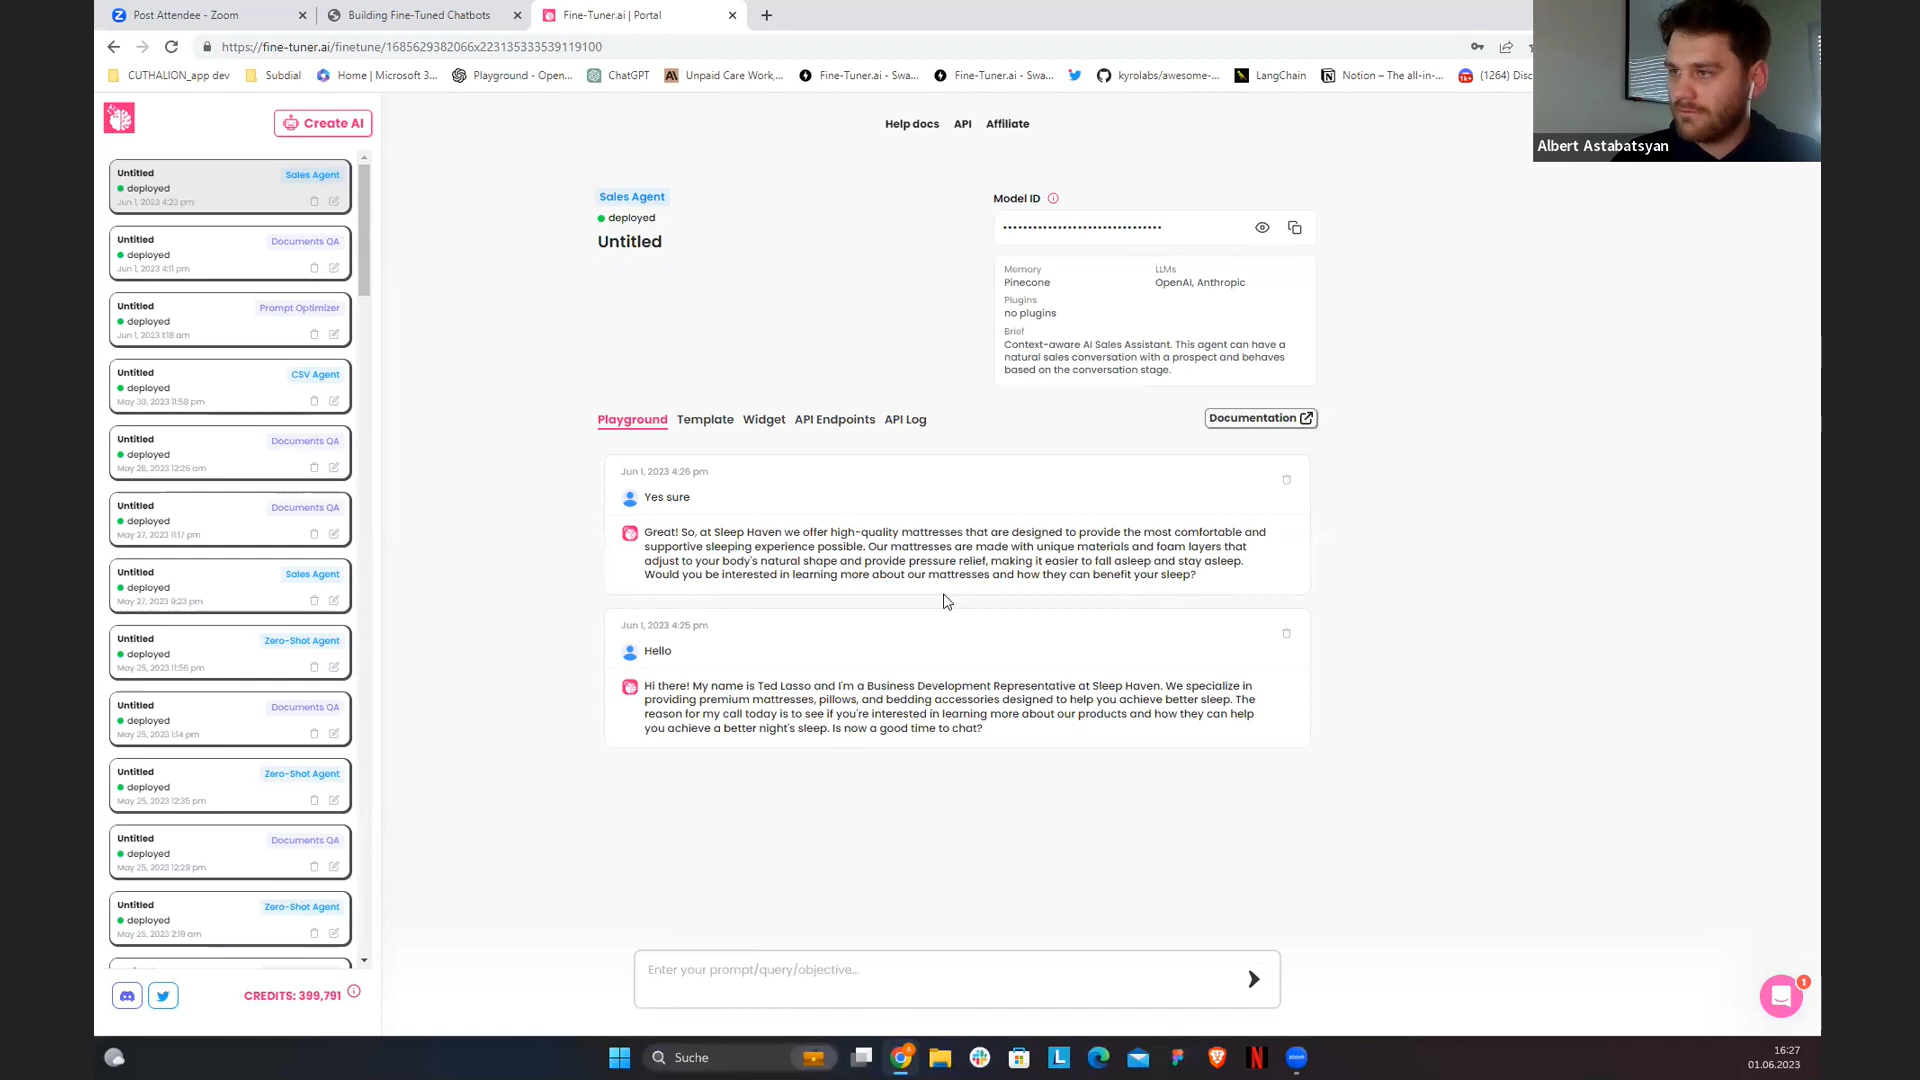 Post Attendee - Zoom
Building Fine-Tuned Chatbots
Fine-Tuner.ai | Portal
https://fine-tuner.ai/finetune/1685629382066x223135333539119100
CUTHALION_app dev
Subdial
Home | Microsoft 3...
Playground - Open...
ChatGPT
Unpaid Care Work,...
Fine-Tuner.ai - Swa...
Fine-Tuner.ai - Swa...
kyrolabs/awesome-...
LangChain
Notion – The all-in-...
(1264) Disc
Albert Astabatsyan
Create AI
Help docs
API
Affiliate
Untitled
Sales Agent
deployed
Jun 1, 2023 4:23 pm
Untitled
Documents QA
deployed
Jun 1, 2023 4:11 pm
Untitled
Prompt Optimizer
deployed
Jun 1, 2023 1:18 am
Untitled
CSV Agent
deployed
May 30, 2023 11:58 pm
Untitled
Documents QA
deployed
May 28, 2023 12:26 am
Untitled
Documents QA
deployed
May 27, 2023 11:17 pm
Untitled
Sales Agent
deployed
May 27, 2023 9:23 pm
Untitled
Zero-Shot Agent
deployed
May 25, 2023 11:56 pm
Untitled
Documents QA
deployed
May 25, 2023 1:14 pm
Untitled
Zero-Shot Agent
deployed
May 25, 2023 12:35 pm
Untitled
Documents QA
deployed
May 25, 2023 12:29 pm
Untitled
Zero-Shot Agent
deployed
May 25, 2023 2:19 am
CREDITS: 399,791
Sales Agent
deployed
Untitled
Model ID
Memory
Pinecone
LLMs
OpenAI, Anthropic
Plugins
no plugins
Brief
Context-aware AI Sales Assistant. This agent can have a
natural sales conversation with a prospect and behaves
based on the conversation stage.
Playground
Template
Widget
API Endpoints
API Log
Documentation
Jun 1, 2023 4:26 pm
Yes sure
Great! So, at Sleep Haven we offer high-quality mattresses that are designed to provide the most comfortable and
supportive sleeping experience possible. Our mattresses are made with unique materials and foam layers that
adjust to your body's natural shape and provide pressure relief, making it easier to fall asleep and stay asleep.
Would you be interested in learning more about our mattresses and how they can benefit your sleep?
Jun 1, 2023 4:25 pm
Hello
Hi there! My name is Ted Lasso and I'm a Business Development Representative at Sleep Haven. We specialize in
providing premium mattresses, pillows, and bedding accessories designed to help you achieve better sleep. The
reason for my call today is to see if you're interested in learning more about our products and how they can help
you achieve a better night's sleep. Is now a good time to chat?
Enter your prompt/query/objective...
1
Suche
16:27
01.06.2023